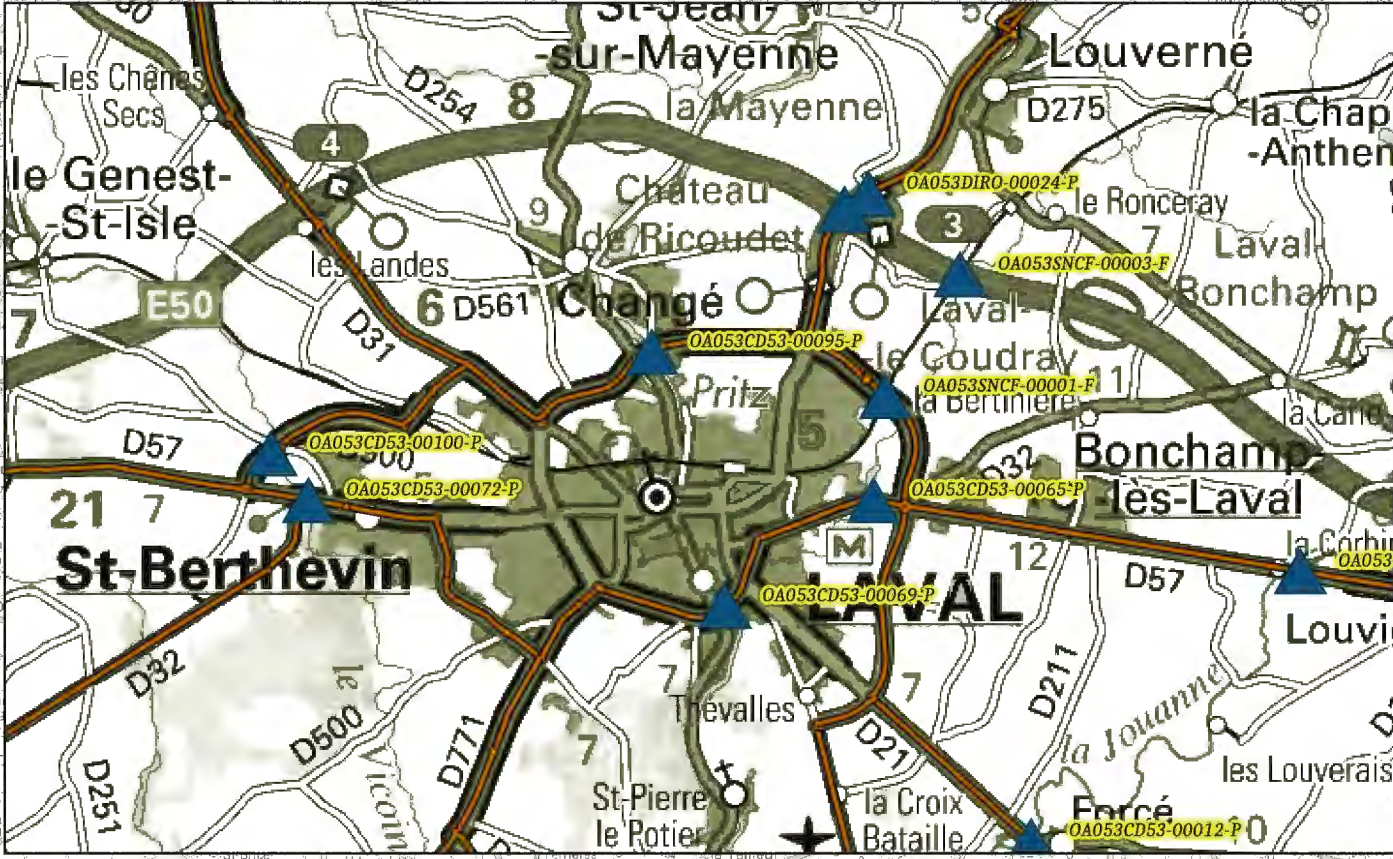 St-Jean-
-sur-Mayenne
Louverné
les Chênes
Secs
D254
8
la Mayenne
D275
la Chap
-Anthen
4
le Genest-
-St-Isle
OA053DIRO-00024-P
Château
de Ricoudet
9
3
le Ronceray
7
OA053SNCF-00003-F
Laval-
Bonchamp
les Landes
E50
6
D561
Changé
Laval-
le Coudray
7
D31
OA053CD53-00095-P
Pritz
OA053SNCF-00001-F
11
la Bertinière
5
D57
OA053CD53-00100-P
Bonchamp
-lès-Laval
D32
OA053CD53-00072-P
OA053CD53-00065-P
21
7
M
12
St-Berthevin
OA053CD53-00069-P
LAVAL
D57
OA053
Louvi
D32
le
Vicoin
7
Thévalles
7
D211
la Jouanne
D500
D771
7
D21
D251
St-Pierre
le Potier
la Croix
Bataille
les Louverais
Forcé
OA053CD53-00012-P
10